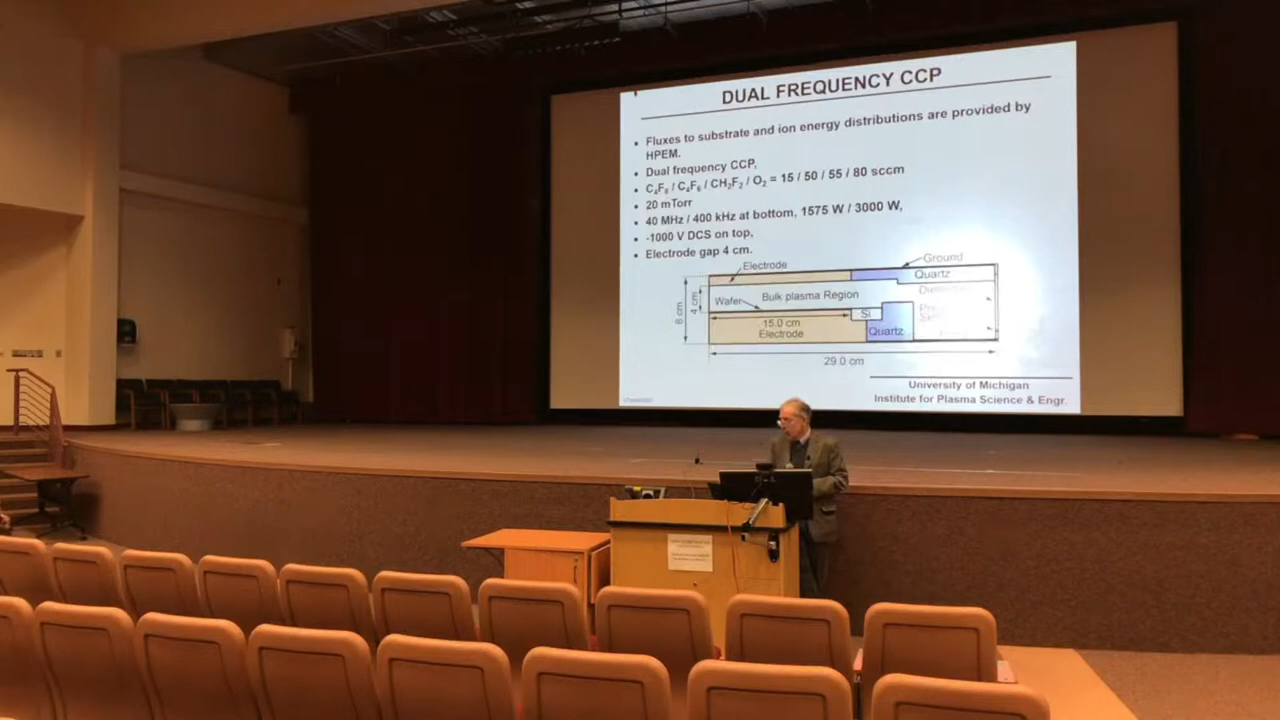 DUAL FREQUENCY CCP
• Fluxes to substrate and ion energy distributions are provided by
HPEM.
• Dual frequency CCP,
• C₄F₈ / C₄F₆ / CH₂F₂ / O₂ = 15 / 50 / 55 / 80 sccm
• 20 mTorr
• 40 MHz / 400 kHz at bottom, 1575 W / 3000 W,
• -1000 V DCS on top,
• Electrode gap 4 cm.
Ground
Electrode
Quartz
8 cm
4 cm
Wafer
Bulk plasma Region
Si
15.0 cm
Electrode
Quartz
29.0 cm
University of Michigan
Institute for Plasma Science & Engr.